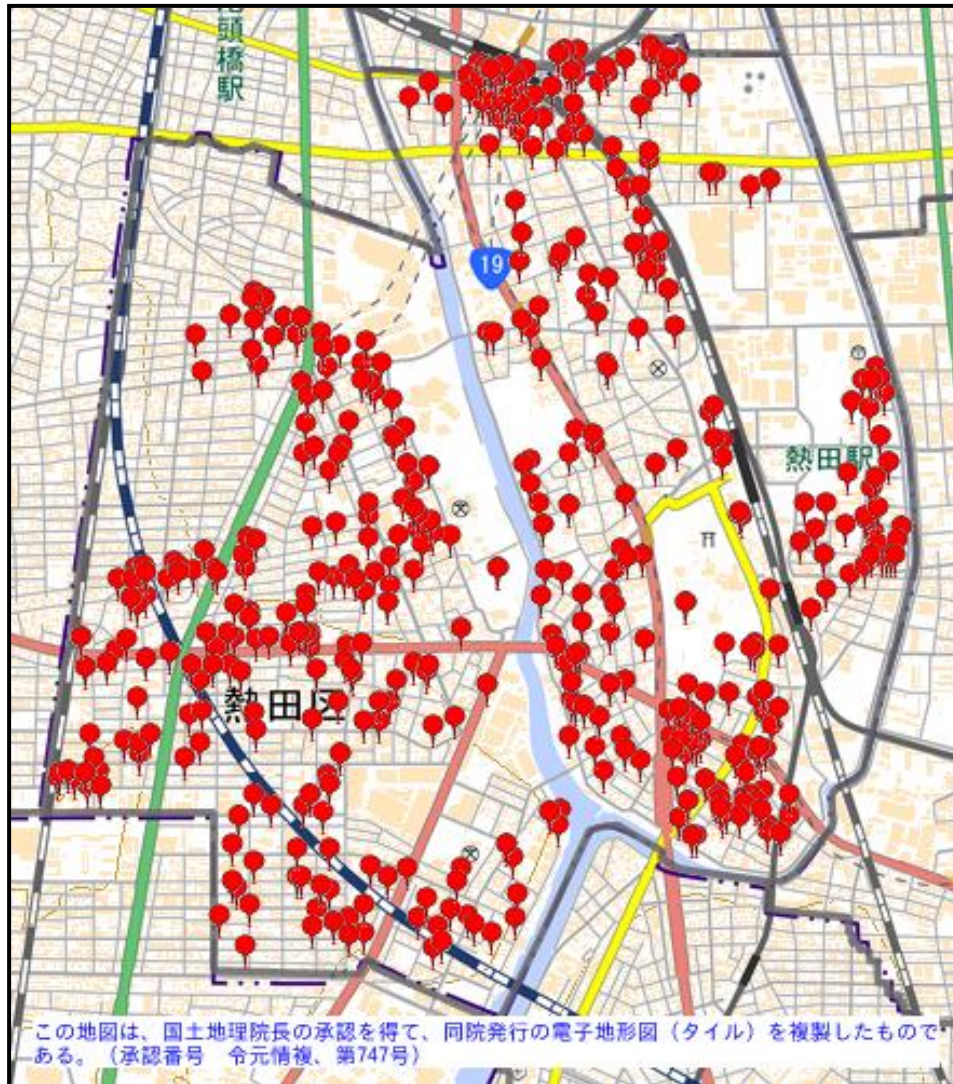 頭橋駅
19
熱田駅
熱田区
この地図は、国土地理院長の承認を得て、同院発行の電子地形図（タイル）を複製したもので
ある。（承認番号　令元情複、第747号）